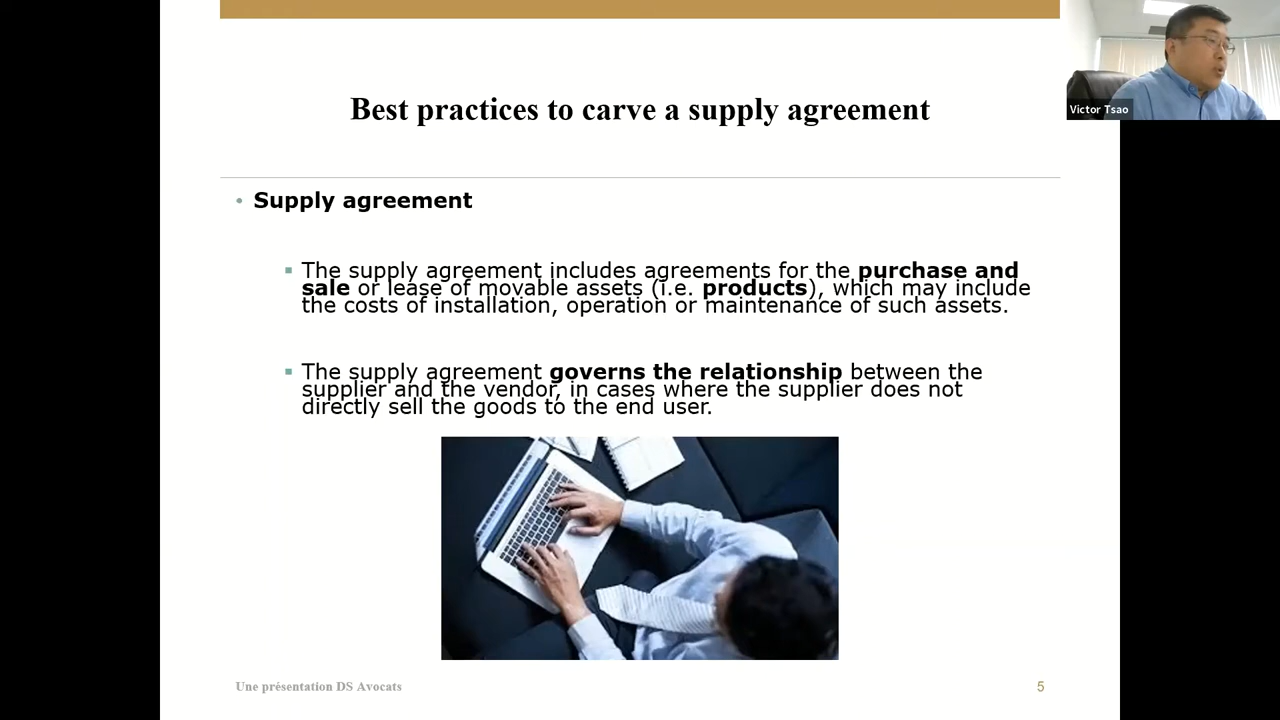 Best practices to carve a supply agreement
Victor Tsao
• Supply agreement
▪ The supply agreement includes agreements for the purchase and
sale or lease of movable assets (i.e. products), which may include
the costs of installation, operation or maintenance of such assets.
▪ The supply agreement governs the relationship between the
supplier and the vendor, in cases where the supplier does not
directly sell the goods to the end user.
Une présentation DS Avocats
5